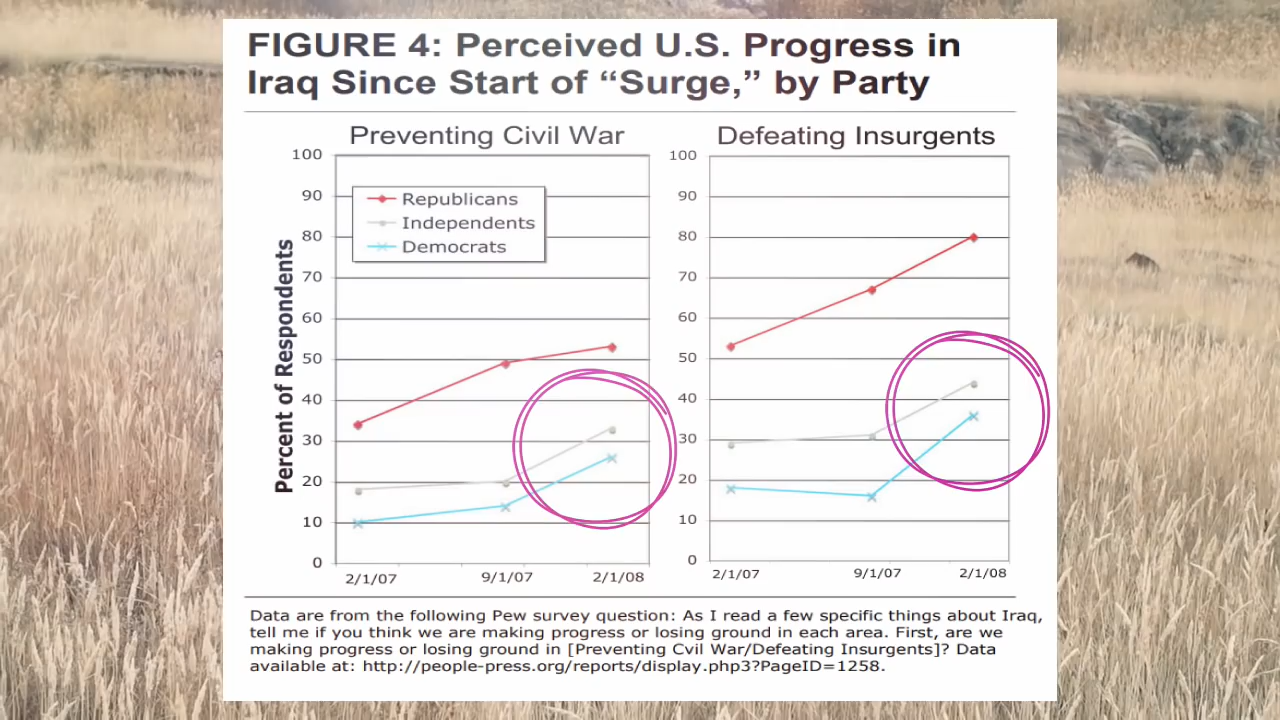 FIGURE 4: Perceived U.S. Progress in
Iraq Since Start of “Surge,” by Party
Preventing Civil War
100
90
80
70
60
50
40
30
20
10
0
Percent of Respondents
Republicans
Independents
Democrats
2/1/07
9/1/07
2/1/08
Defeating Insurgents
100
90
80
70
60
50
40
30
20
10
0
2/1/07
9/1/07
2/1/08
Data are from the following Pew survey question: As I read a few specific things about Iraq,
tell me if you think we are making progress or losing ground in each area. First, are we
making progress or losing ground in [Preventing Cvil War/Defeating Insurgents]? Data
available at: http://people-press.org/reports/display.php3?PageID=1258.